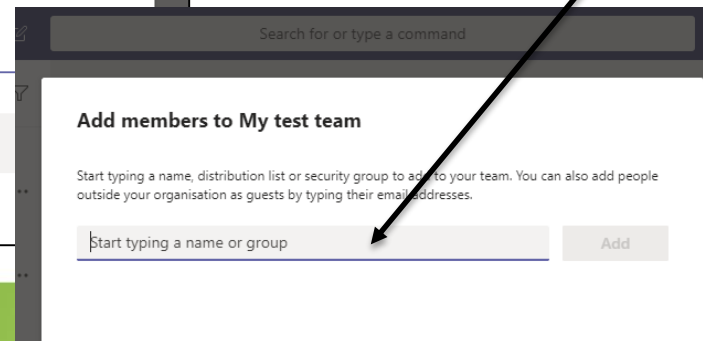 Search for or type a command
Add members to My test team
Start typing a name, distribution list or security group to add to your team. You can also add people
outside your organisation as guests by typing their email addresses.
Start typing a name or group
Add